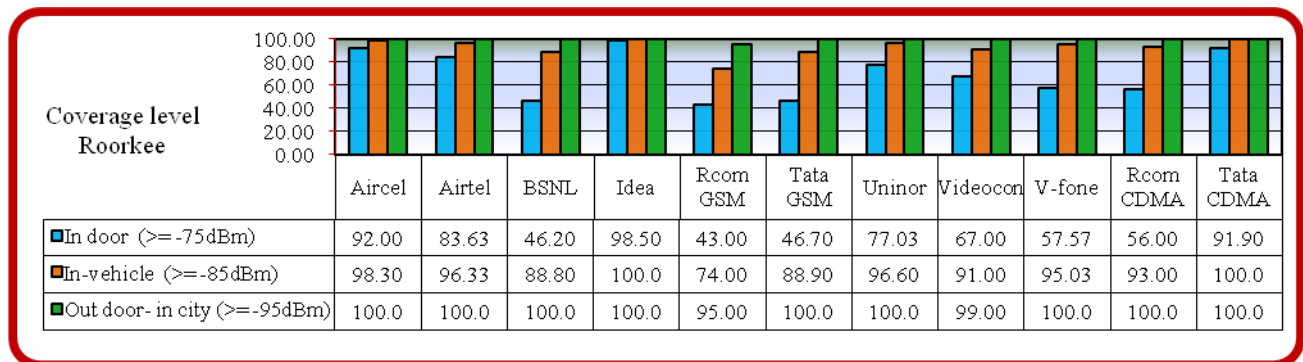 Coverage level
Roorkee
100.00
80.00
60.00
40.00
20.00
0.00
Aircel Airtel BSNL Idea Rcom GSM Tata GSM Uninor Videocon V-fone Rcom CDMA Tata CDMA
In door (>=-75dBm) 92.00 83.63 46.20 98.50 43.00 46.70 77.03 67.00 57.57 56.00 91.90
In-vehicle (>=-85dBm) 98.30 96.33 88.80 100.0 74.00 88.90 96.60 91.00 95.03 93.00 100.0
Out door- in city (>=-95dBm) 100.0 100.0 100.0 100.0 95.00 100.0 100.0 99.00 100.0 100.0 100.0